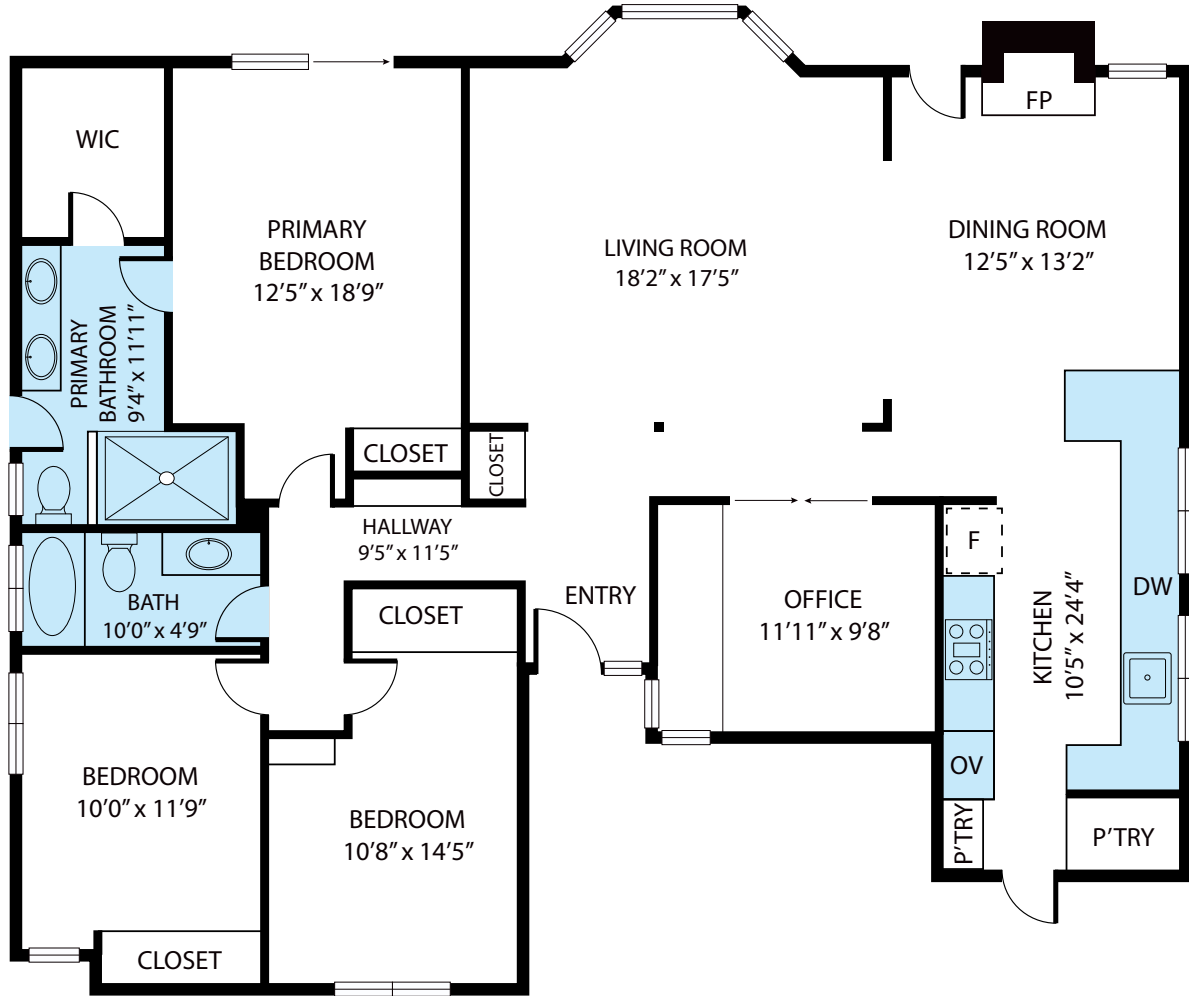 FP
WIC
PRIMARY
BEDROOM
12’5” x 18’9”
LIVING ROOM
18’2” x 17’5”
DINING ROOM
12’5” x 13’2”
PRIMARY
BATHROOM
9’4” x 11’11”
CLOSET
CLOSET
HALLWAY
9’5” x 11’5”
F
BATH
10’0” x 4’9”
CLOSET
ENTRY
OFFICE
11’11” x 9’8”
KITCHEN
10’5” x 24’4”
DW
OV
BEDROOM
10’0” x 11’9”
BEDROOM
10’8” x 14’5”
P’TRY
P’TRY
CLOSET